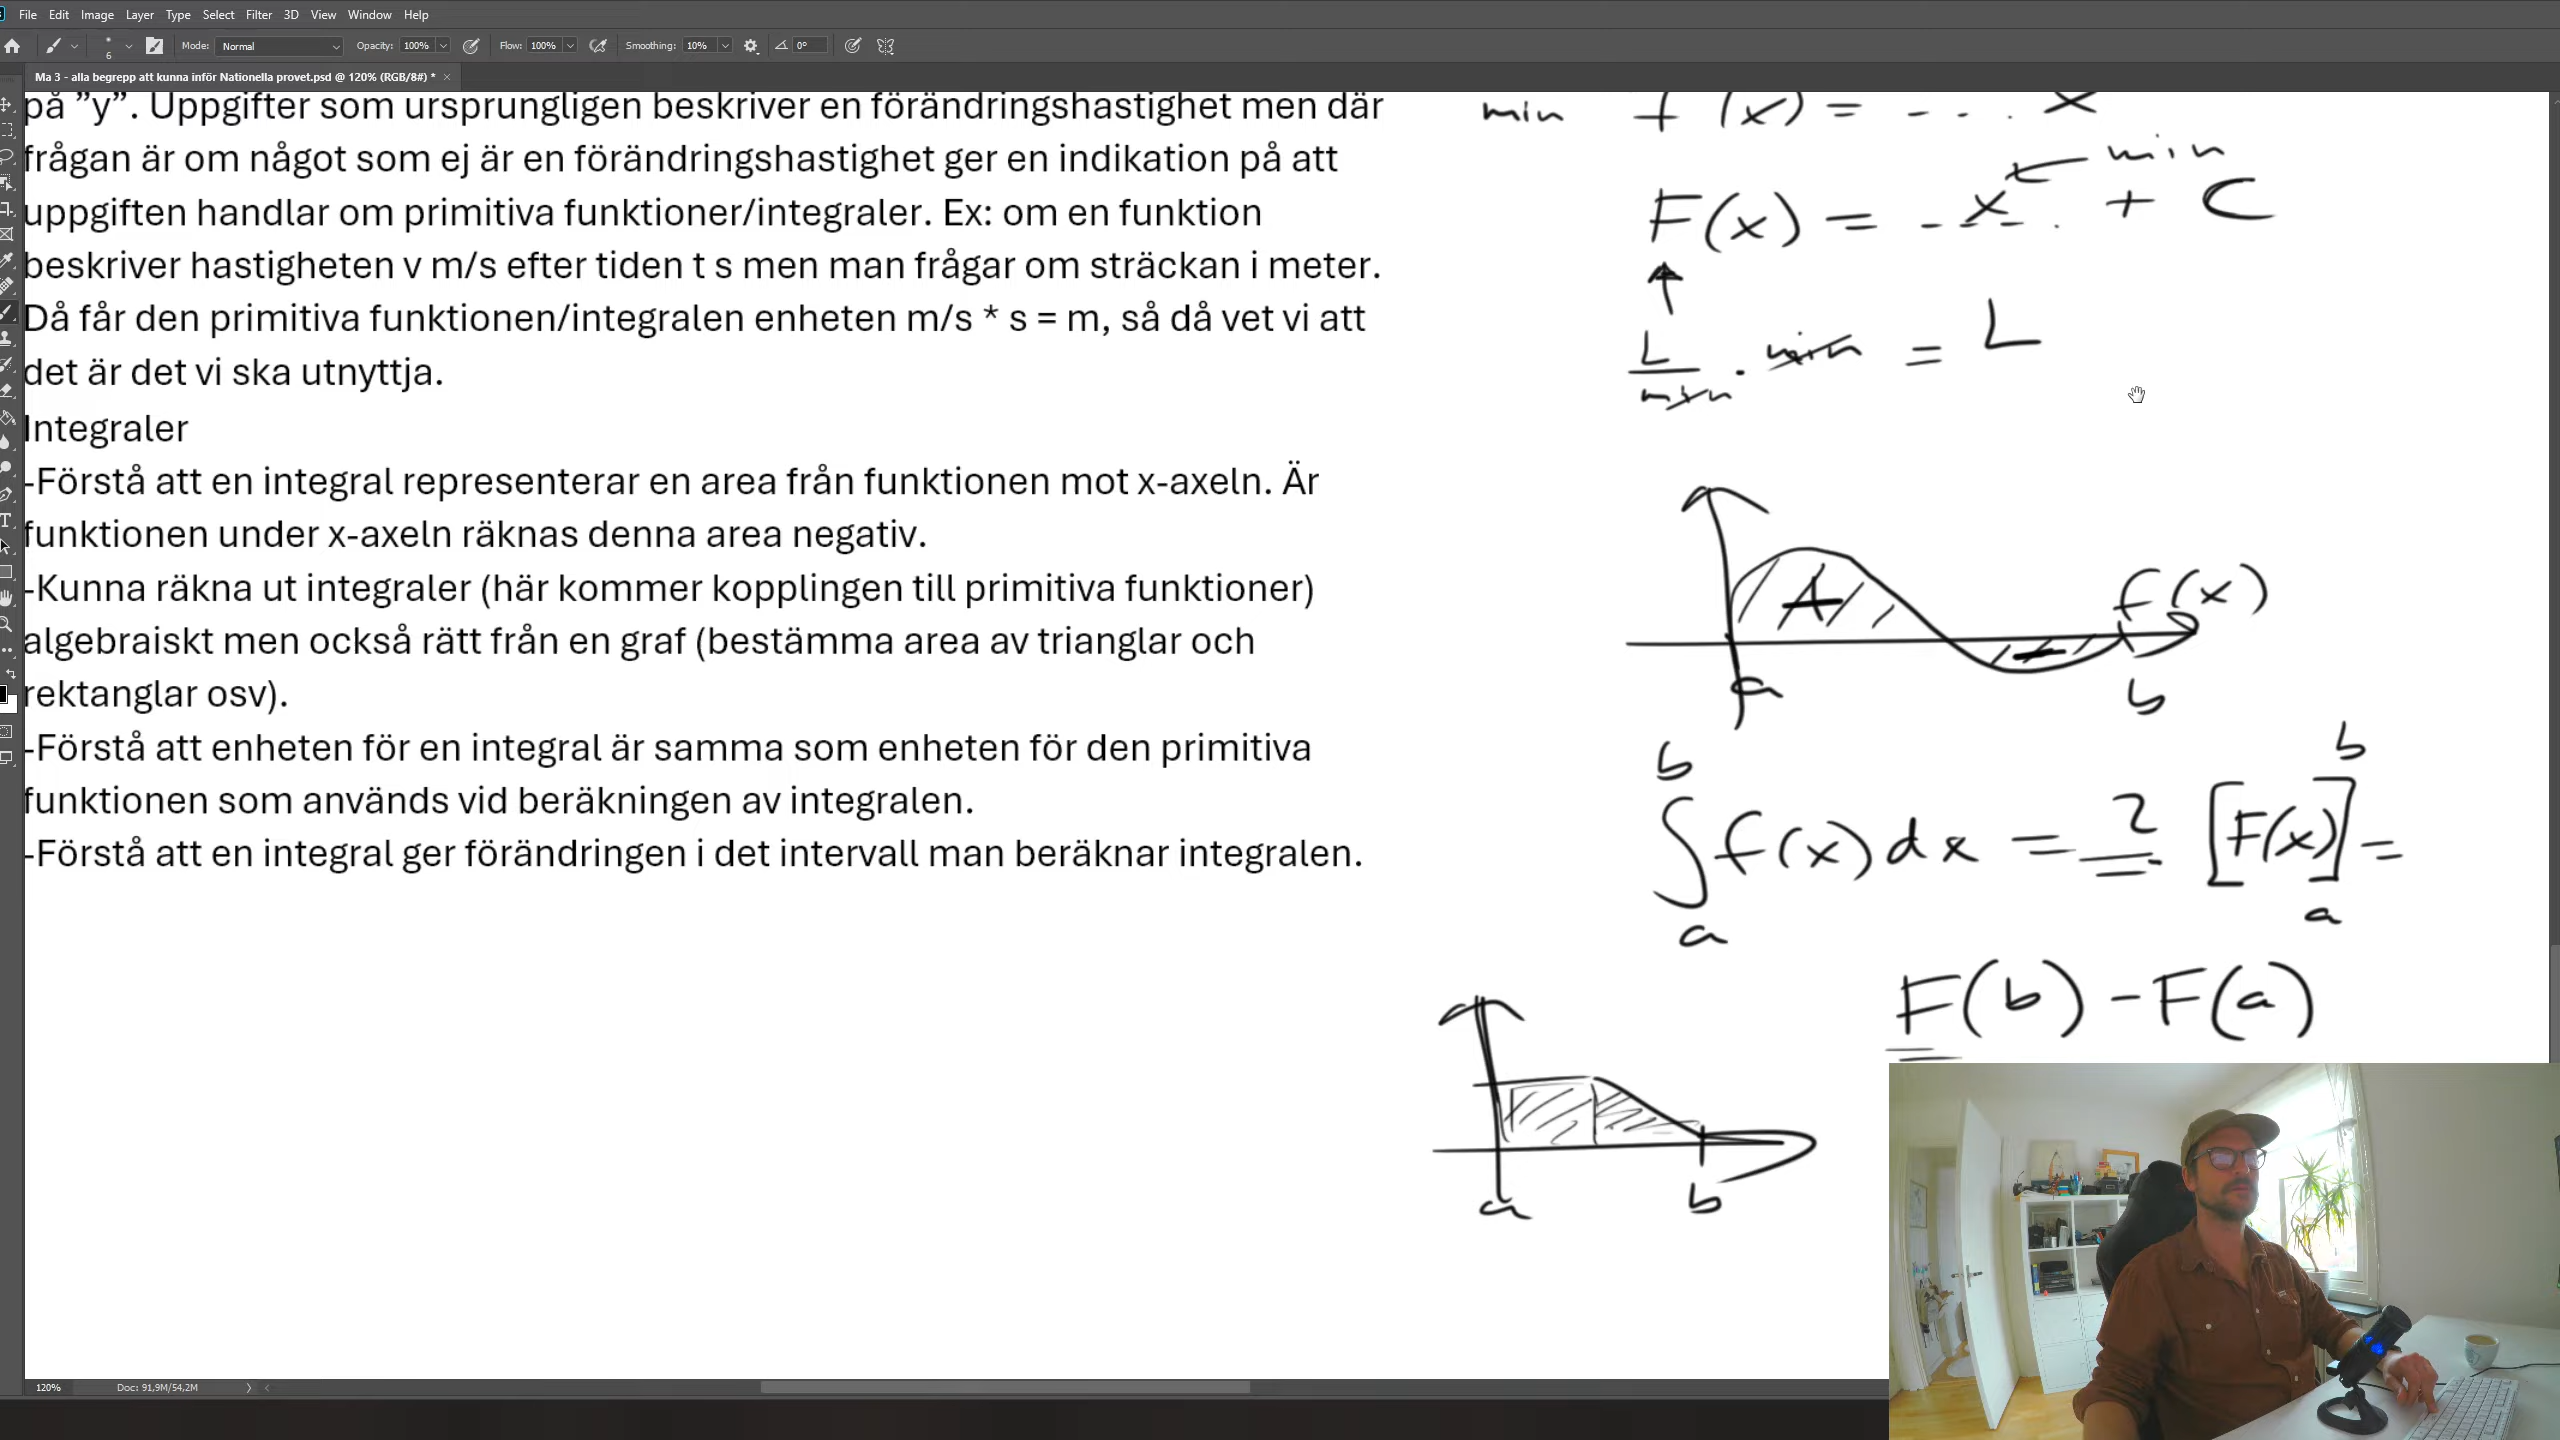 File Edit Image Layer Type Select Filter 3D View Window Help
6 Mode: Normal Opacity: 100% Flow: 100% Smoothing: 10% 0°
Ma 3 - alla begrepp att kunna inför Nationella provet.psd @ 120% (RGB/8#) * ×
på ”y”. Uppgifter som ursprungligen beskriver en förändringshastighet men där
frågan är om något som ej är en förändringshastighet ger en indikation på att
uppgiften handlar om primitiva funktioner/integraler. Ex: om en funktion
beskriver hastigheten v m/s efter tiden t s men man frågar om sträckan i meter.
Då får den primitiva funktionen/integralen enheten m/s * s = m, så då vet vi att
det är det vi ska utnyttja.
Integraler
-Förstå att en integral representerar en area från funktionen mot x-axeln. Är
funktionen under x-axeln räknas denna area negativ.
-Kunna räkna ut integraler (här kommer kopplingen till primitiva funktioner)
algebraiskt men också rätt från en graf (bestämma area av trianglar och
rektanglar osv).
-Förstå att enheten för en integral är samma som enheten för den primitiva
funktionen som används vid beräkningen av integralen.
-Förstå att en integral ger förändringen i det intervall man beräknar integralen.
min f(x) = - - . x
min
F(x) = - x - . + C
L
min · min = L
A
f(x)
a b
b b
∫ f(x) dx = 2 [F(x)] =
a a
F(b) - F(a)
a b
120% Doc: 91,9M/54,2M